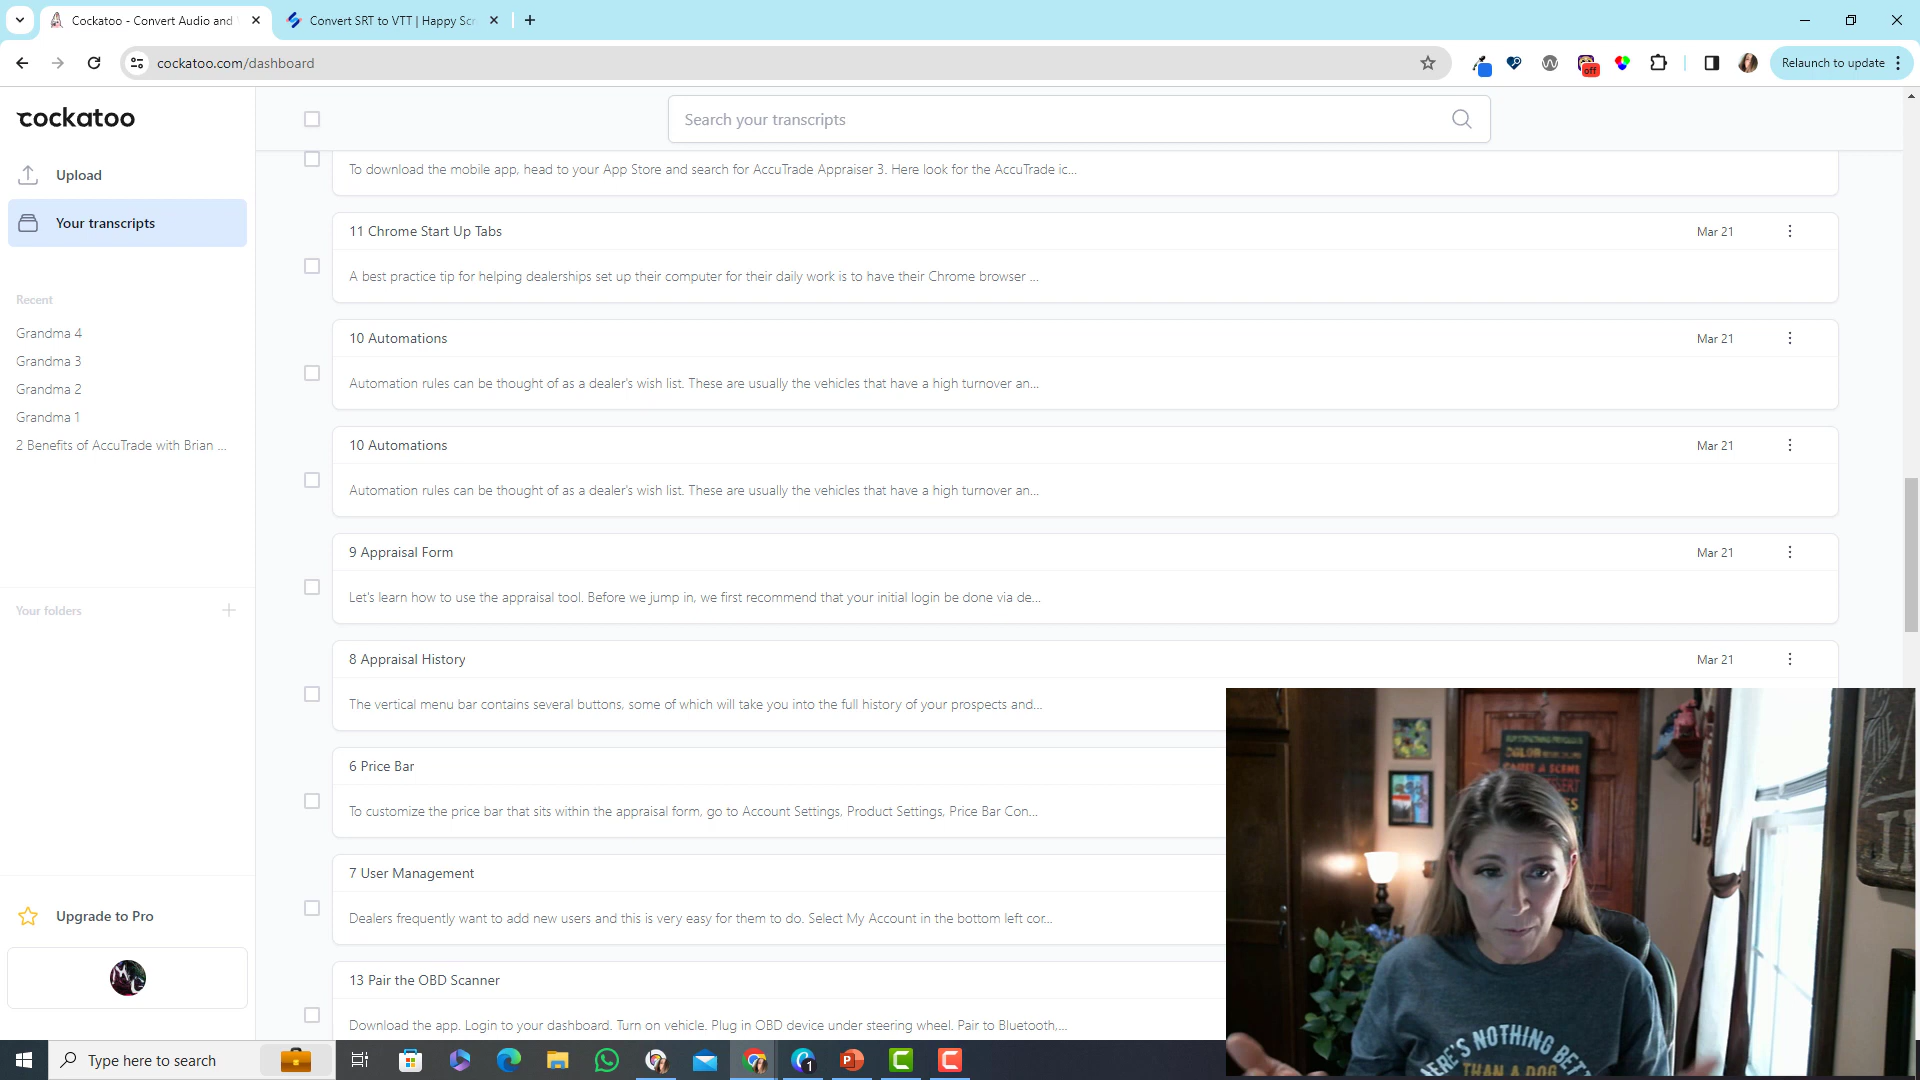 Cockatoo - Convert Audio and
Convert SRT to VTT | Happy Sc
cockatoo.com/dashboard
off
Relaunch to update
cockatoo
Search your transcripts
Upload
Your transcripts
Recent
Grandma 4
Grandma 3
Grandma 2
Grandma 1
2 Benefits of AccuTrade with Brian ...
Your folders
Upgrade to Pro
To download the mobile app, head to your App Store and search for AccuTrade Appraiser 3. Here look for the AccuTrade ic...
11 Chrome Start Up Tabs
Mar 21
A best practice tip for helping dealerships set up their computer for their daily work is to have their Chrome browser ...
10 Automations
Mar 21
Automation rules can be thought of as a dealer's wish list. These are usually the vehicles that have a high turnover an...
10 Automations
Mar 21
Automation rules can be thought of as a dealer's wish list. These are usually the vehicles that have a high turnover an...
9 Appraisal Form
Mar 21
Let's learn how to use the appraisal tool. Before we jump in, we first recommend that your initial login be done via de...
8 Appraisal History
Mar 21
The vertical menu bar contains several buttons, some of which will take you into the full history of your prospects and...
6 Price Bar
To customize the price bar that sits within the appraisal form, go to Account Settings, Product Settings, Price Bar Con...
7 User Management
Dealers frequently want to add new users and this is very easy for them to do. Select My Account in the bottom left cor...
13 Pair the OBD Scanner
Download the app. Login to your dashboard. Turn on vehicle. Plug in OBD device under steering wheel. Pair to Bluetooth,...
A SCENE
HERE'S NOTHING BET
THAN A DOG
Type here to search
1